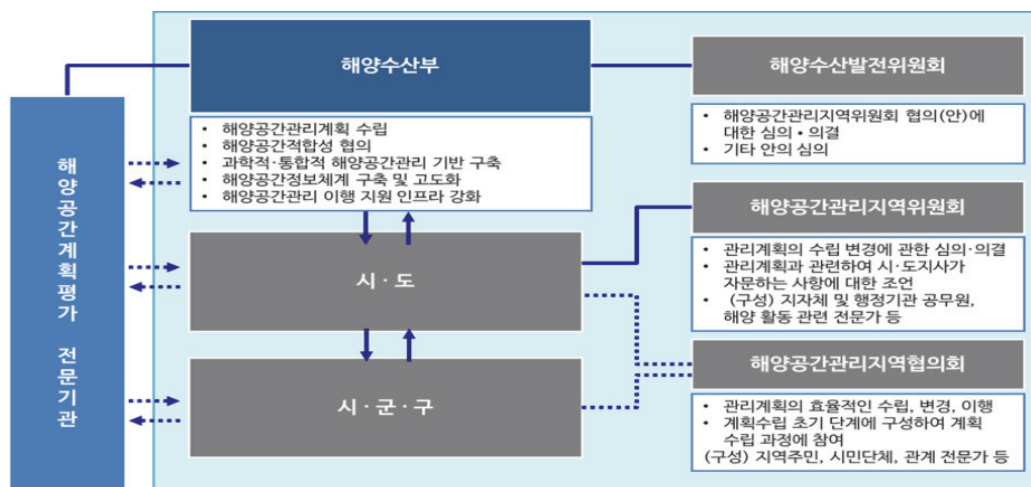 해양공간계획평가 전문기관
해양수산부
• 해양공간관리계획 수립
• 해양공간적합성 협의
• 과학적·통합적 해양공간관리 기반 구축
• 해양공간정보체계 구축 및 고도화
• 해양공간관리 이행 지원 인프라 강화
시·도
시·군·구
해양수산발전위원회
• 해양공간관리지역위원회 협의(안)에
대한 심의•의결
• 기타 안의 심의
해양공간관리지역위원회
• 관리계획의 수립 변경에 관한 심의·의결
• 관리계획과 관련하여 시·도지사가
자문하는 사항에 대한 조언
• (구성) 지자체 및 행정기관 공무원,
해양 활동 관련 전문가 등
해양공간관리지역협의회
• 관리계획의 효율적인 수립, 변경, 이행
• 계획수립 초기 단계에 구성하여 계획
수립 과정에 참여
(구성) 지역주민, 시민단체, 관계 전문가 등